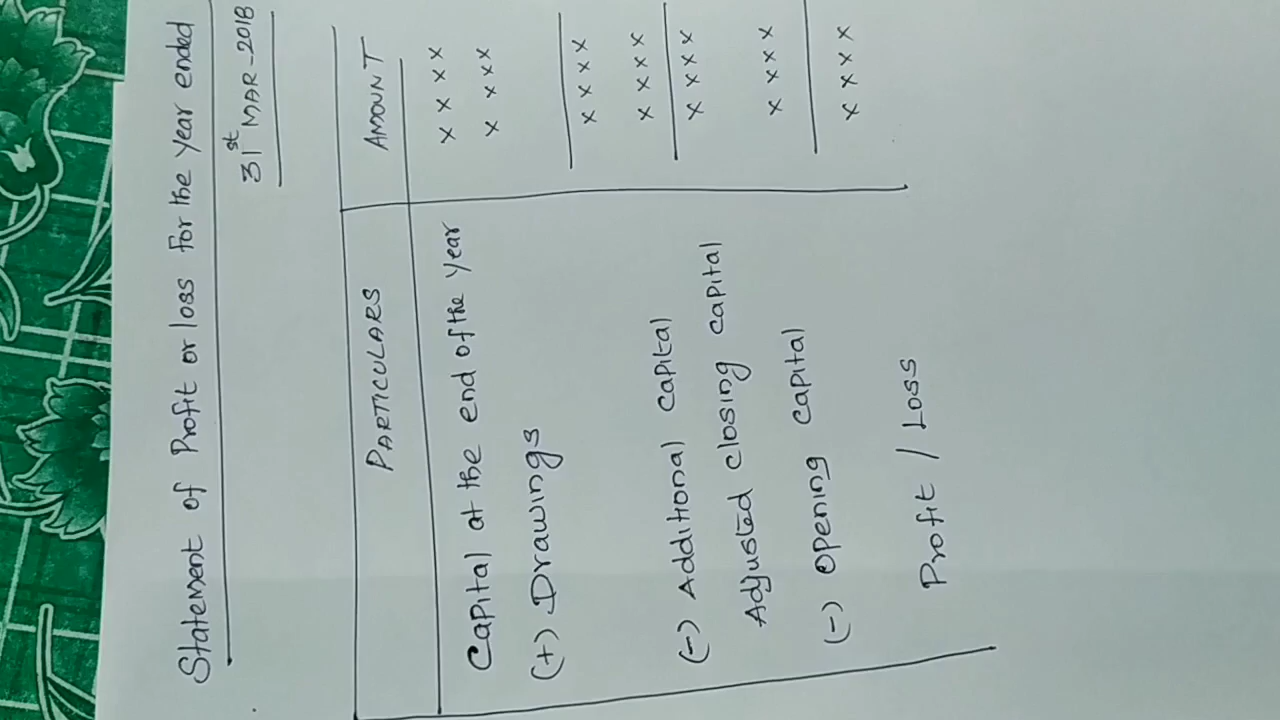 Statement of Profit or loss for the year ended
31st MAR-2018
PARTICULARS AMOUNT
Capital at the end of the year xxxx
(+) Drawings xxxx
xxxx
(-) Additional capital xxxx
Adjusted closing capital xxxx
(-) opening capital xxxx
Profit / Loss xxxx